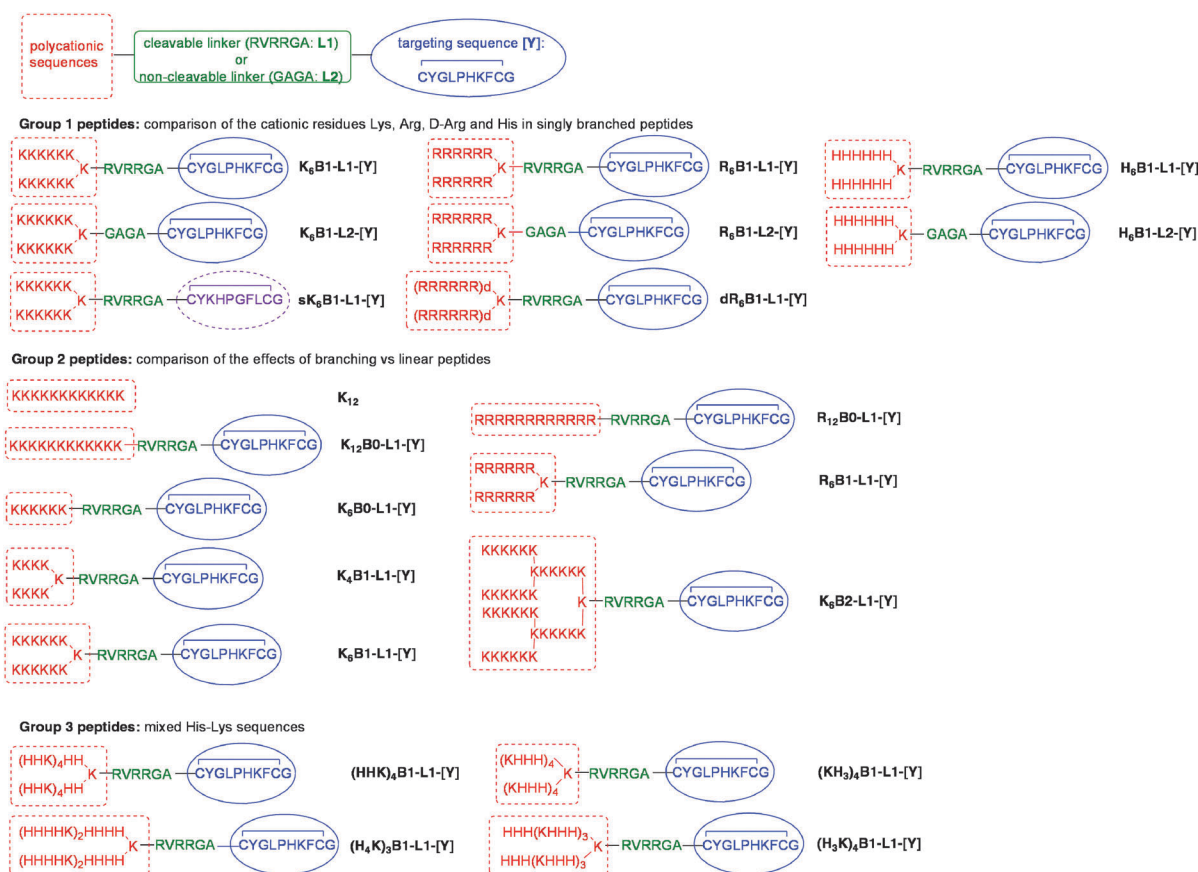 polycationic
sequences
cleavable linker (RVRRGA: L1)
or
non-cleavable linker (GAGA: L2)
targeting sequence [Y]:
CYGLPHKFCG
Group 1 peptides: comparison of the cationic residues Lys, Arg, D-Arg and His in singly branched peptides
KKKKKK
KKKKKK
K
RVRRGA
CYGLPHKFCG
K₆B1-L1-[Y]
RRRRRR
RRRRRR
K
RVRRGA
CYGLPHKFCG
R₆B1-L1-[Y]
HHHHHH
HHHHHH
K
RVRRGA
CYGLPHKFCG
H₆B1-L1-[Y]
KKKKKK
KKKKKK
K
GAGA
CYGLPHKFCG
K₆B1-L2-[Y]
RRRRRR
RRRRRR
K
GAGA
CYGLPHKFCG
R₆B1-L2-[Y]
HHHHHH
HHHHHH
K
GAGA
CYGLPHKFCG
H₆B1-L2-[Y]
KKKKKK
KKKKKK
K
RVRRGA
CYKHPGFLCG
sK₆B1-L1-[Y]
(RRRRRR)d
(RRRRRR)d
K
RVRRGA
CYGLPHKFCG
dR₆B1-L1-[Y]
Group 2 peptides: comparison of the effects of branching vs linear peptides
KKKKKKKKKKKK
K₁₂
KKKKKKKKKKKK
RVRRGA
CYGLPHKFCG
K₁₂B0-L1-[Y]
RRRRRRRRRRRR
RVRRGA
CYGLPHKFCG
R₁₂B0-L1-[Y]
KKKKKK
RVRRGA
CYGLPHKFCG
K₆B0-L1-[Y]
RRRRRR
RRRRRR
K
RVRRGA
CYGLPHKFCG
R₆B1-L1-[Y]
KKKK
KKKK
K
RVRRGA
CYGLPHKFCG
K₄B1-L1-[Y]
KKKKKK
KKKKKK
KKKKKK
KKKKKK
KKKKKK
KKKKKK
K
RVRRGA
CYGLPHKFCG
K₆B2-L1-[Y]
KKKKKK
KKKKKK
K
RVRRGA
CYGLPHKFCG
K₆B1-L1-[Y]
Group 3 peptides: mixed His-Lys sequences
(HHK)₄HH
(HHK)₄HH
K
RVRRGA
CYGLPHKFCG
(HHK)₄B1-L1-[Y]
(KHHH)₄
(KHHH)₄
K
RVRRGA
CYGLPHKFCG
(KH₃)₄B1-L1-[Y]
(HHHHK)₂HHHH
(HHHHK)₂HHHH
K
RVRRGA
CYGLPHKFCG
(H₄K)₃B1-L1-[Y]
HHH(KHHH)₃
HHH(KHHH)₃
K
RVRRGA
CYGLPHKFCG
(H₃K)₄B1-L1-[Y]